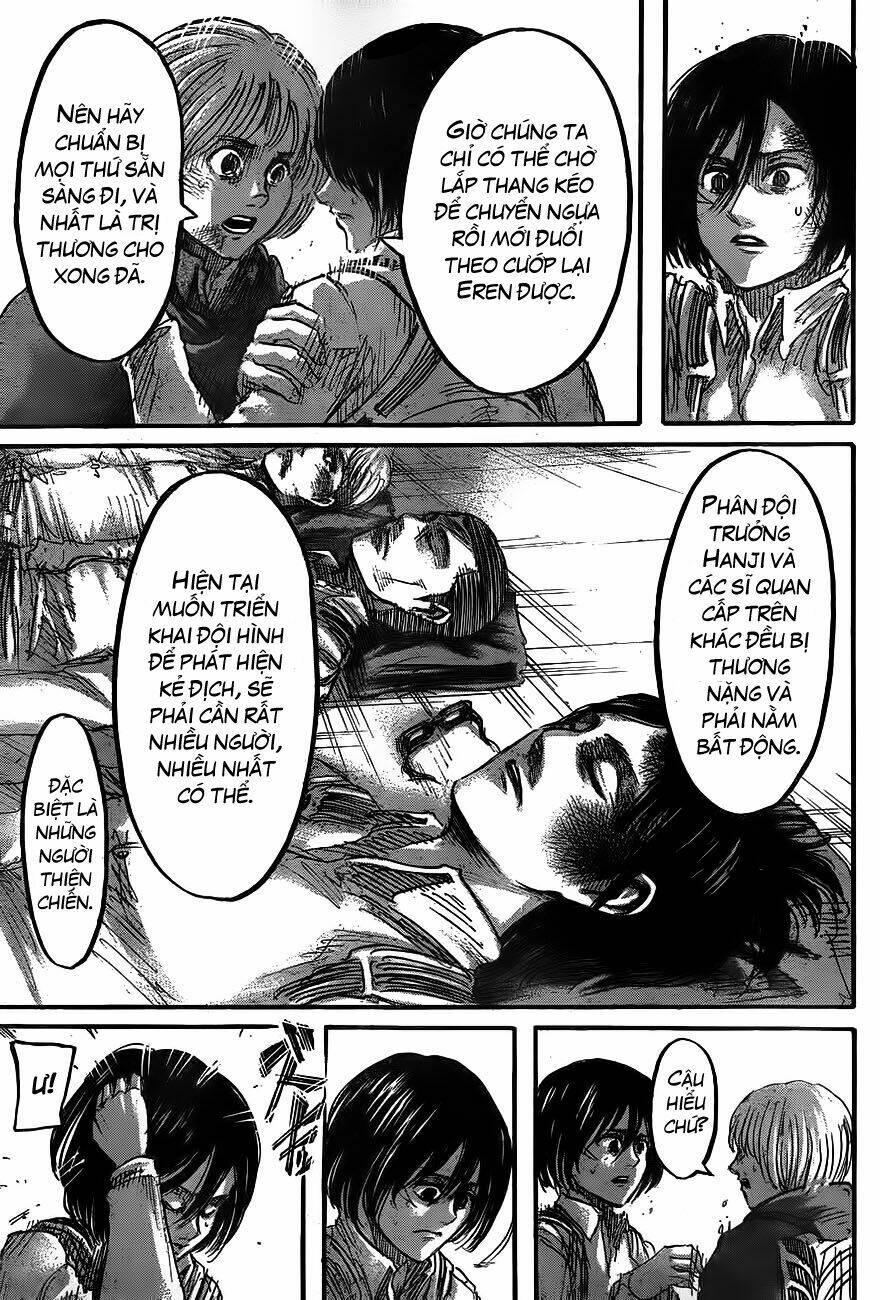 GIỜ CHÚNG TA
CHỈ CÓ THỂ CHỜ
LẮP THANG KÉO
ĐỂ CHUYỂN NGỰA
RỒI MỚI ĐUỔI
THEO CƯỚP LẠI
EREN ĐƯỢC.
NÊN HÃY
CHUẨN BỊ
MỌI THỨ SẴN
SÀNG ĐI, VÀ
NHẤT LÀ TRỊ
THƯƠNG CHO
XONG ĐÃ.
PHÂN ĐỘI
TRƯỞNG
HANJI VÀ
CÁC SĨ QUAN
CẤP TRÊN
KHÁC ĐỀU BỊ
THƯƠNG
NẶNG VÀ
PHẢI NẰM
BẤT ĐỘNG.
HIỆN TẠI
MUỐN TRIỂN
KHAI ĐỘI HÌNH
ĐỂ PHÁT HIỆN
KẺ ĐỊCH, SẼ
PHẢI CẦN RẤT
NHIỀU NGƯỜI,
NHIỀU NHẤT
CÓ THỂ.
ĐẶC
BIỆT LÀ
NHỮNG
NGƯỜI
THIỆN
CHIẾN.
CẬU
HIỂU
CHỨ?
Ư!